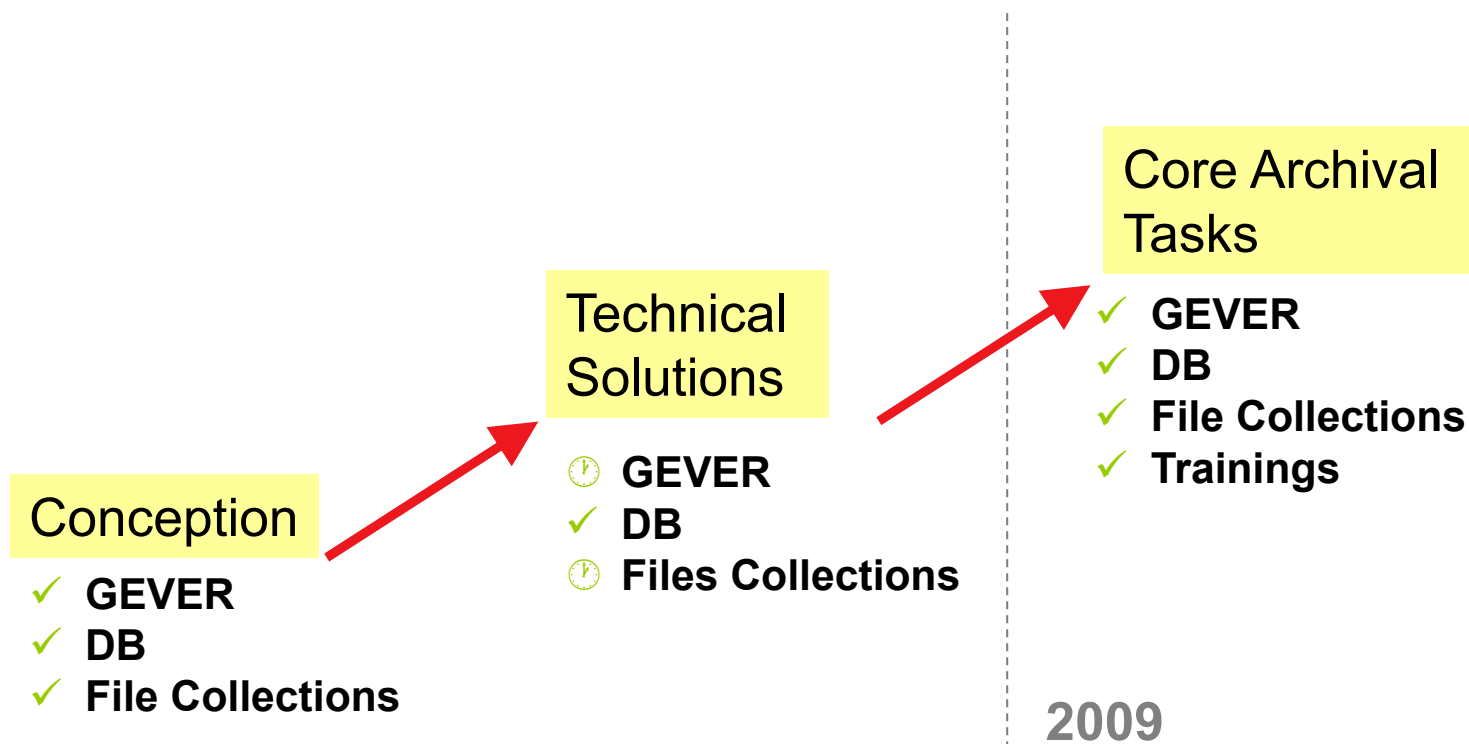 Conception
✓ GEVER
✓ DB
✓ File Collections
Technical
Solutions
🕐 GEVER
✓ DB
🕐 Files Collections
Core Archival
Tasks
✓ GEVER
✓ DB
✓ File Collections
✓ Trainings
2009